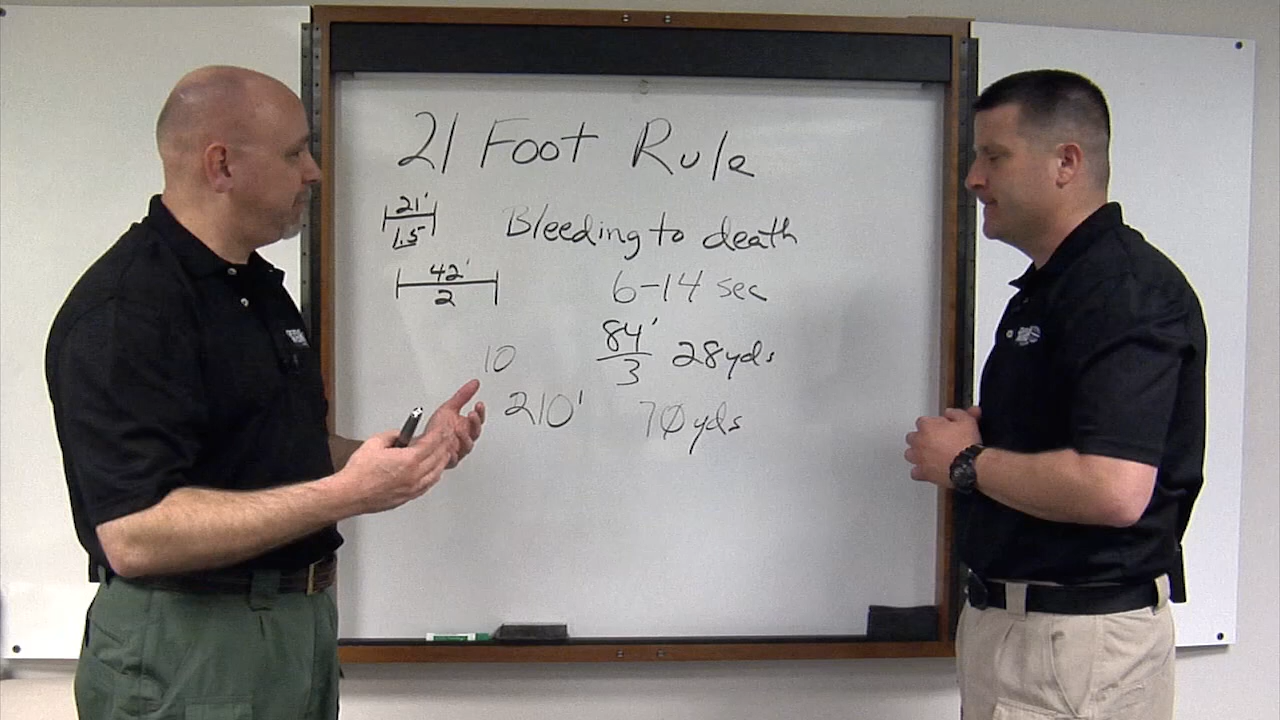 21 Foot Rule
21'
1.5
Bleeding to death
42'
2
6-14 sec
84'
3
28yds
10
210'
70yds